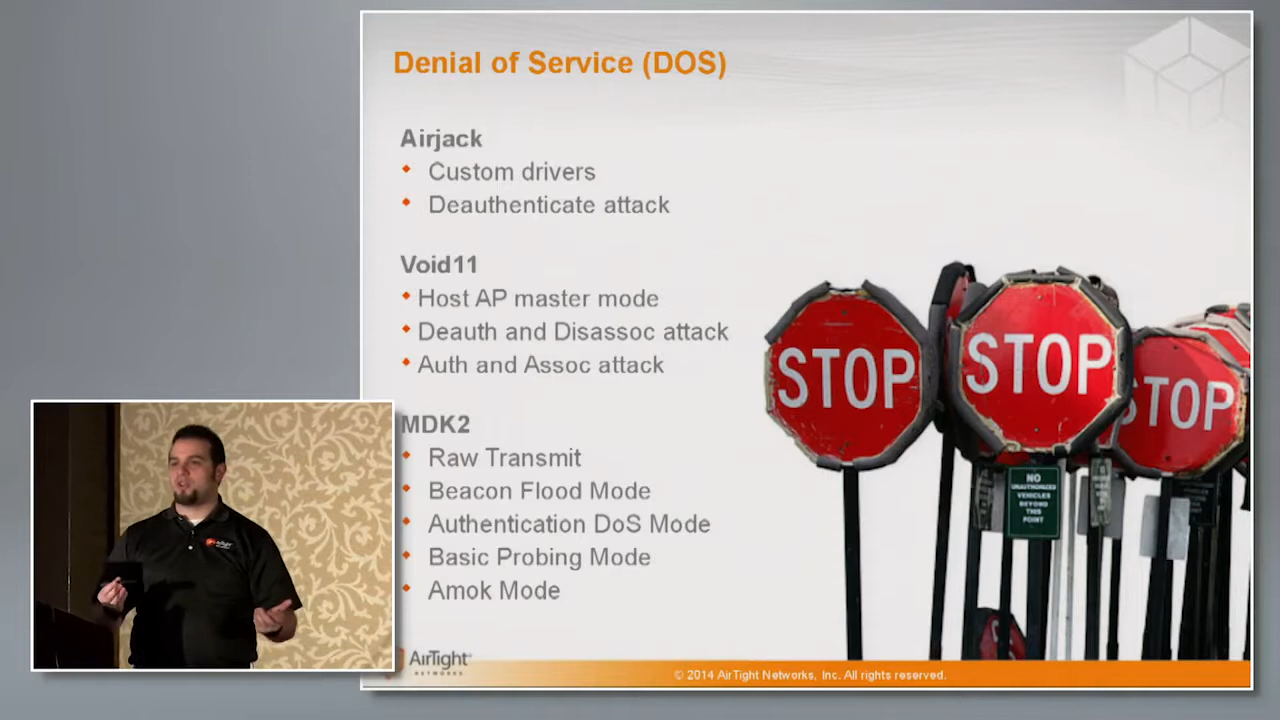 Denial of Service (DOS)
Airjack
Custom drivers
Deauthenticate attack
Void11
Host AP master mode
Deauth and Disassoc attack
Auth and Assoc attack
MDK2
Raw Transmit
Beacon Flood Mode
Authentication DoS Mode
Basic Probing Mode
Amok Mode
STOP
STOP
STOP
NO
UNAUTHORIZED
VEHICLES
BEYOND
THIS
POINT
AirTight
AirTight
NETWORKS
© 2014 AirTight Networks, Inc. All rights reserved.